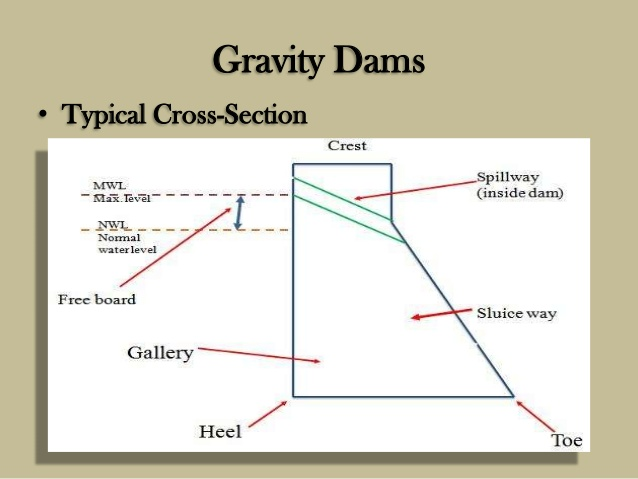 Gravity Dams
• Typical Cross-Section
Crest
MWL
Max.level
NWL
Normal
water level
Spillway
(inside dam)
Free board
Sluice way
Gallery
Heel
Toe